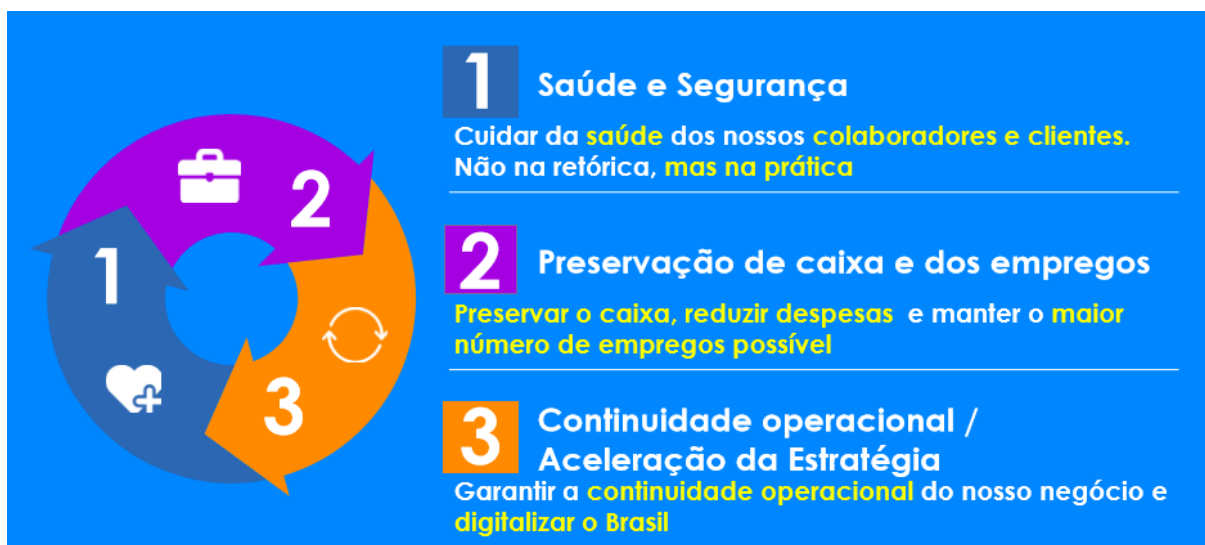 1
2
3
1 Saúde e Segurança
Cuidar da saúde dos nossos colaboradores e clientes.
Não na retórica, mas na prática
2 Preservação de caixa e dos empregos
Preservar o caixa, reduzir despesas e manter o maior
número de empregos possível
3 Continuidade operacional /
Aceleração da Estratégia
Garantir a continuidade operacional do nosso negócio e
digitalizar o Brasil